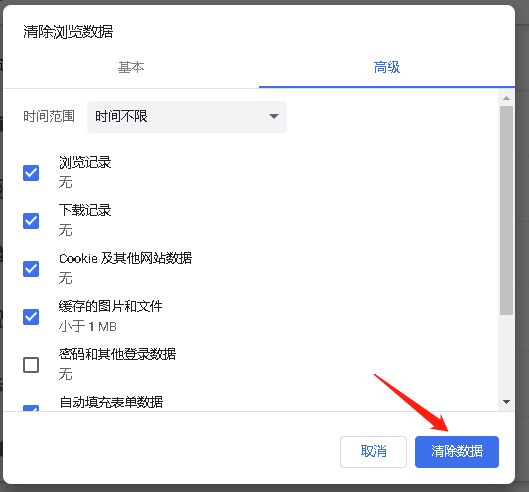 清除浏览数据
基本
高级
时间范围 时间不限
浏览记录
无
下载记录
无
Cookie 及其他网站数据
无
缓存的图片和文件
小于 1 MB
密码和其他登录数据
无
自动填充表单数据
取消
清除数据